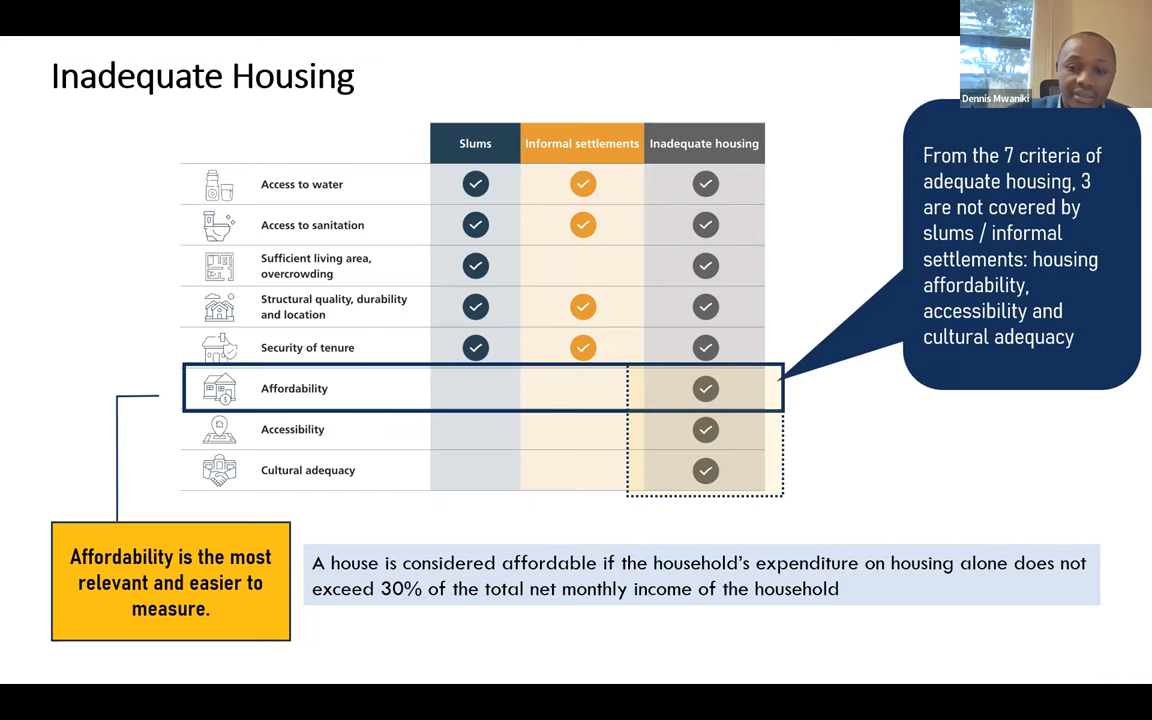 Inadequate Housing
Dennis Mwaniki
Slums
Informal settlements
Inadequate housing
Access to water
Access to sanitation
Sufficient living area,
overcrowding
Structural quality, durability
and location
Security of tenure
Affordability
Accessibility
Cultural adequacy
From the 7 criteria of
adequate housing, 3
are not covered by
slums / informal
settlements: housing
affordability,
accessibility and
cultural adequacy
Affordability is the most
relevant and easier to
measure.
A house is considered affordable if the household's expenditure on housing alone does not
exceed 30% of the total net monthly income of the household